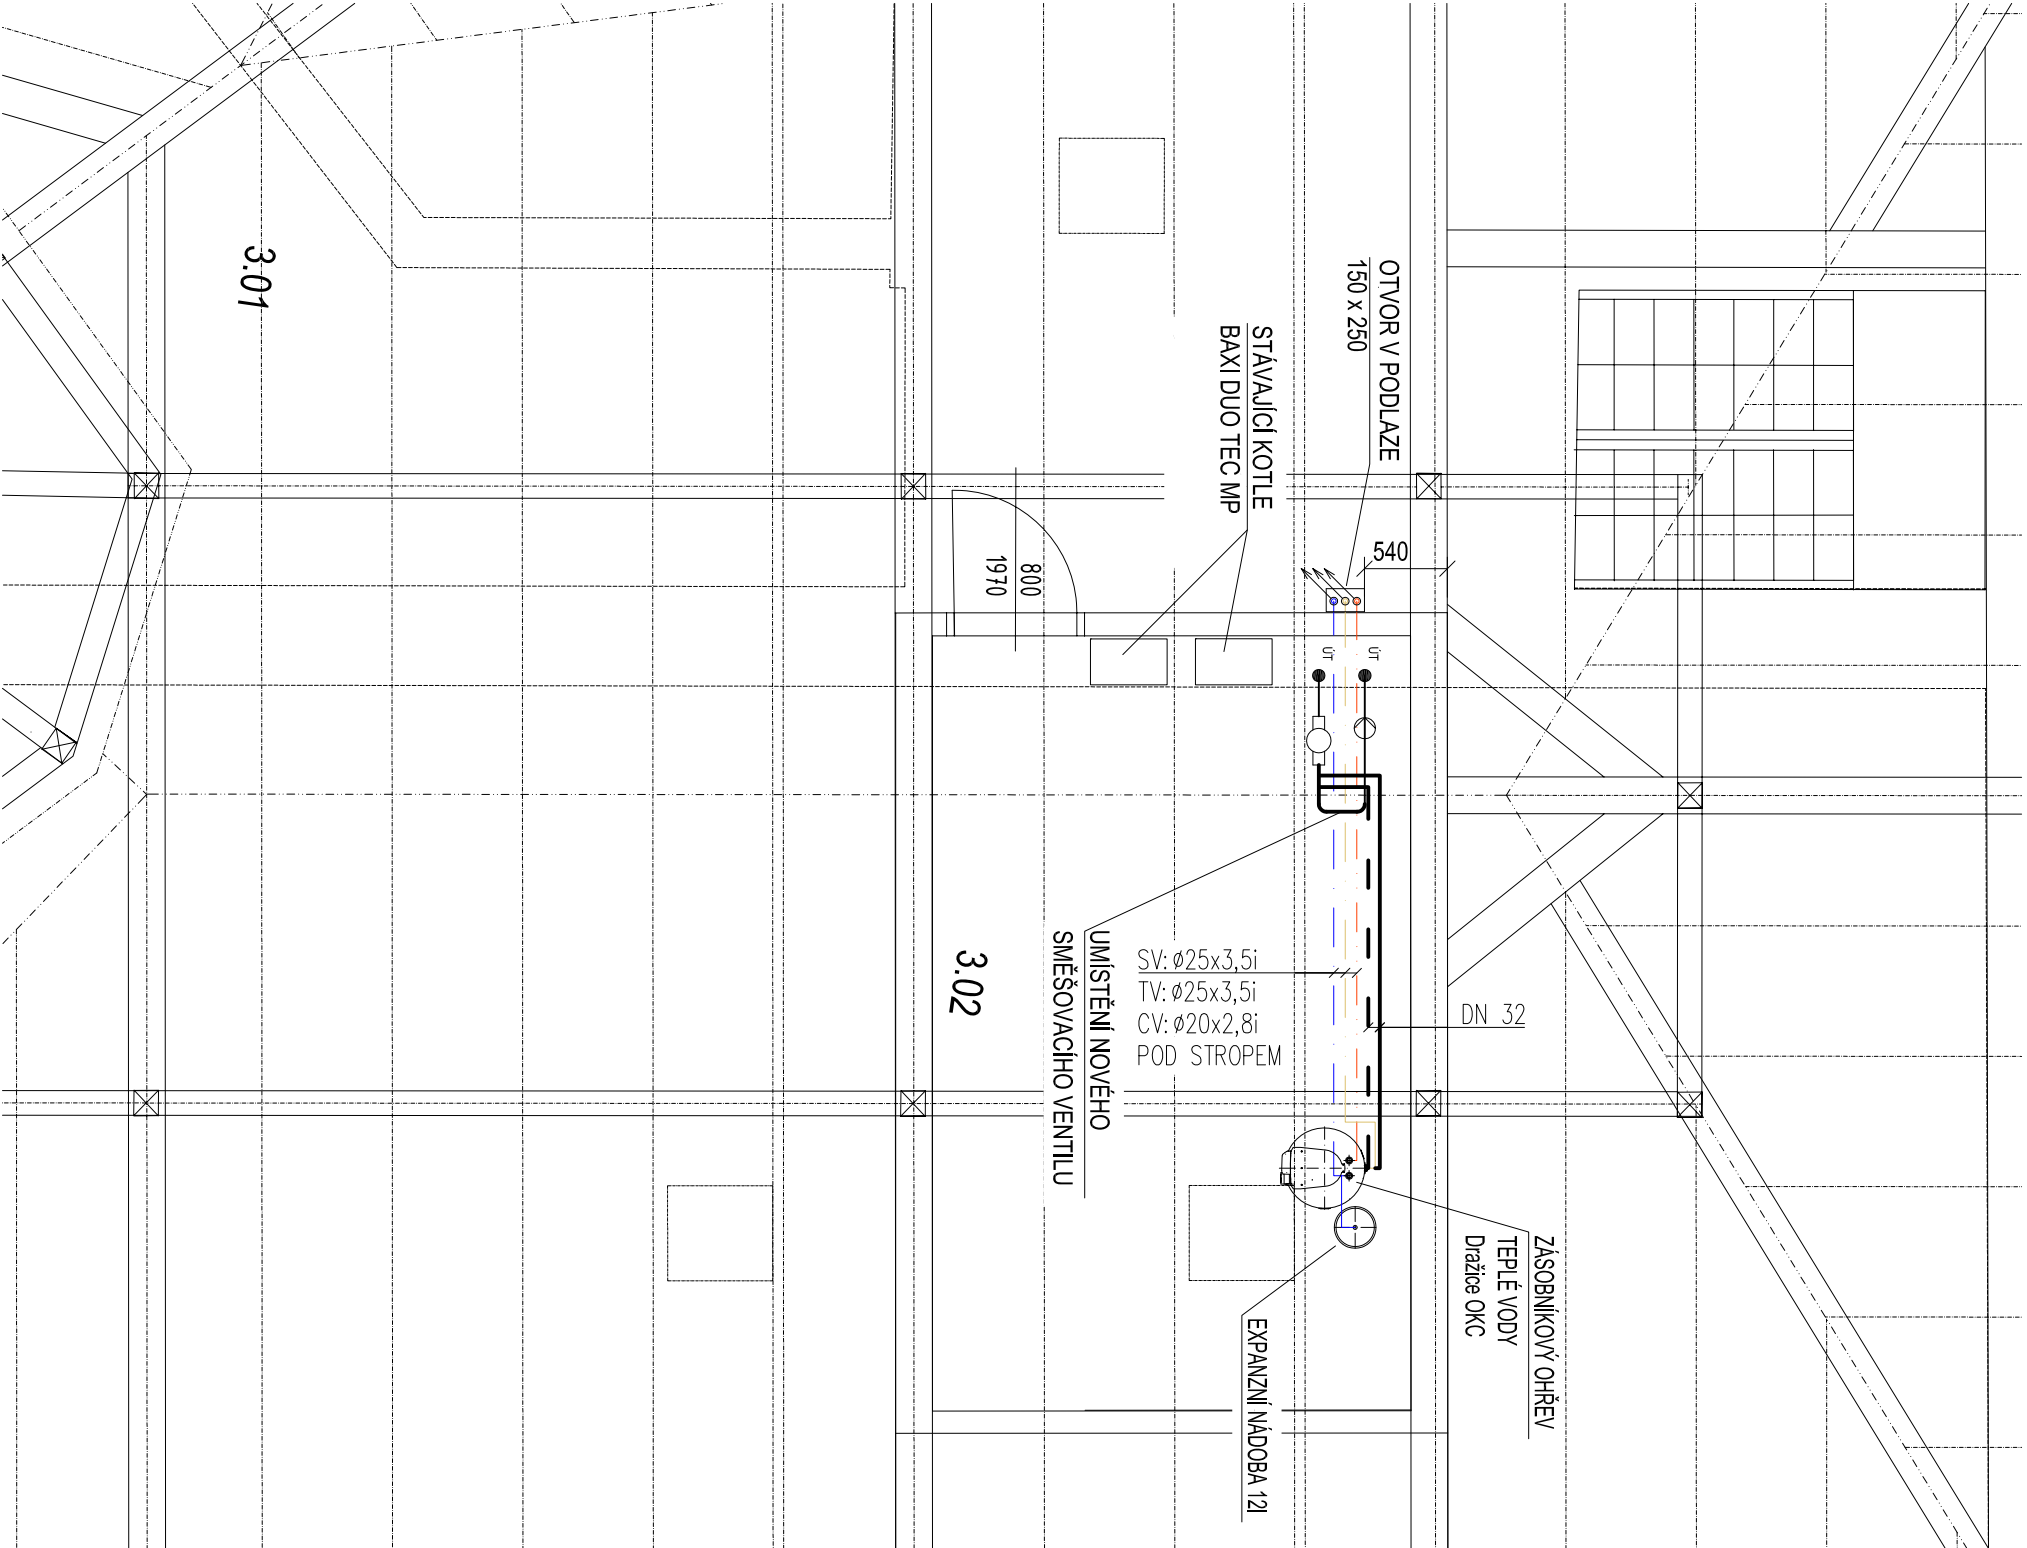 3.01
OTVOR V PODLAZE
150 x 250
STÁVAJÍCÍ KOTLE
BAXI DUO TEC MP
540
800
1970
ÚT
ÚT
3.02
UMÍSTĚNÍ NOVÉHO
SMĚŠOVACÍHO VENTILU
SV: ø25x3,5i
TV: ø25x3,5i
CV: ø20x2,8i
POD STROPEM
DN 32
ZÁSOBNÍKOVÝ OHŘEV
TEPLÉ VODY
Dražice OKC
EXPANZNÍ NÁDOBA 12l